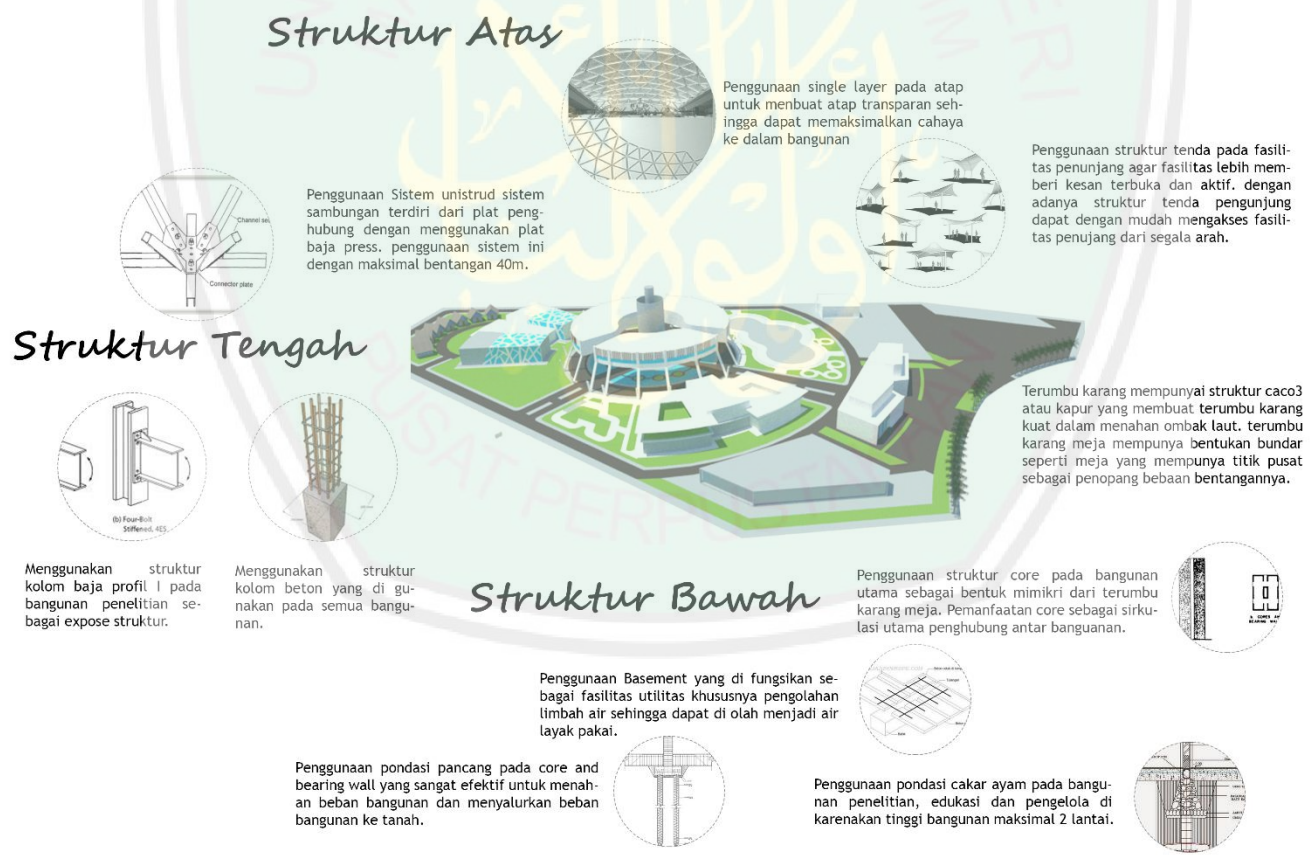 Struktur Atas
Penggunaan single layer pada atap
untuk menbuat atap transparan seh-
ingga dapat memaksimalkan cahaya
ke dalam bangunan
Penggunaan struktur tenda pada fasili-
tas penunjang agar fasilitas lebih mem-
beri kesan terbuka dan aktif. dengan
adanya struktur tenda pengunjung
dapat dengan mudah mengakses fasili-
tas penujang dari segala arah.
Penggunaan Sistem unistrud sistem
sambungan terdiri dari plat peng-
hubung dengan menggunakan plat
baja press. penggunaan sistem ini
dengan maksimal bentangan 40m.
Connector plate
Struktur Tengah
(b) Four-Bolt
Stiffened, 4ES
Menggunakan struktur
kolom baja profil I pada
bangunan penelitian se-
bagai expose struktur.
Menggunakan struktur
kolom beton yang di gu-
nakan pada semua bangu-
nan.
Terumbu karang mempunyai struktur caco3
atau kapur yang membuat terumbu karang
kuat dalam menahan ombak laut. terumbu
karang meja mempunya bentukan bundar
seperti meja yang mempunya titik pusat
sebagai penopang bebaan bentangannya.
Struktur Bawah
Penggunaan struktur core pada bangunan
utama sebagai bentuk mimikri dari terumbu
karang meja. Pemanfaatan core sebagai sirku-
lasi utama penghubung antar banguanan.
Penggunaan Basement yang di fungsikan se-
bagai fasilitas utilitas khususnya pengolahan
limbah air sehingga dapat di olah menjadi air
layak pakai.
Penggunaan pondasi pancang pada core and
bearing wall yang sangat efektif untuk menah-
an beban bangunan dan menyalurkan beban
bangunan ke tanah.
Penggunaan pondasi cakar ayam pada bangu-
nan penelitian, edukasi dan pengelola di
karenakan tinggi bangunan maksimal 2 lantai.
PUSAT